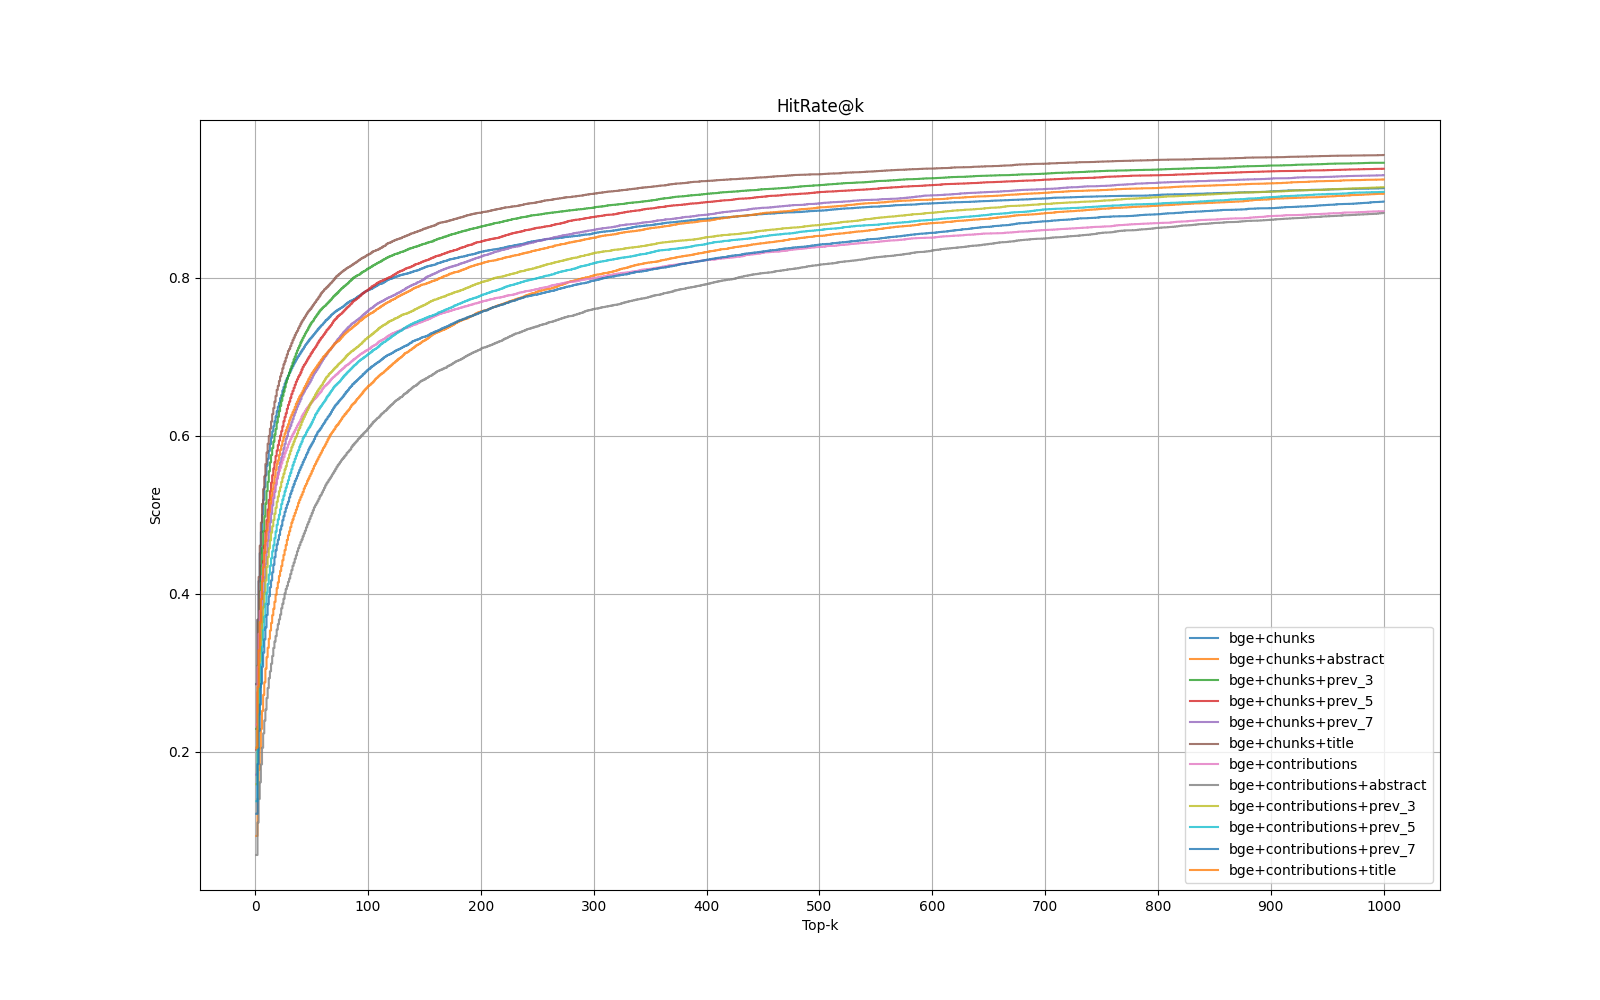 HitRate@k
Score
0.8
0.6
0.4
0.2
0 100 200 300 400 500 600 700 800 900 1000
Top-k
bge+chunks
bge+chunks+abstract
bge+chunks+prev_3
bge+chunks+prev_5
bge+chunks+prev_7
bge+chunks+title
bge+contributions
bge+contributions+abstract
bge+contributions+prev_3
bge+contributions+prev_5
bge+contributions+prev_7
bge+contributions+title